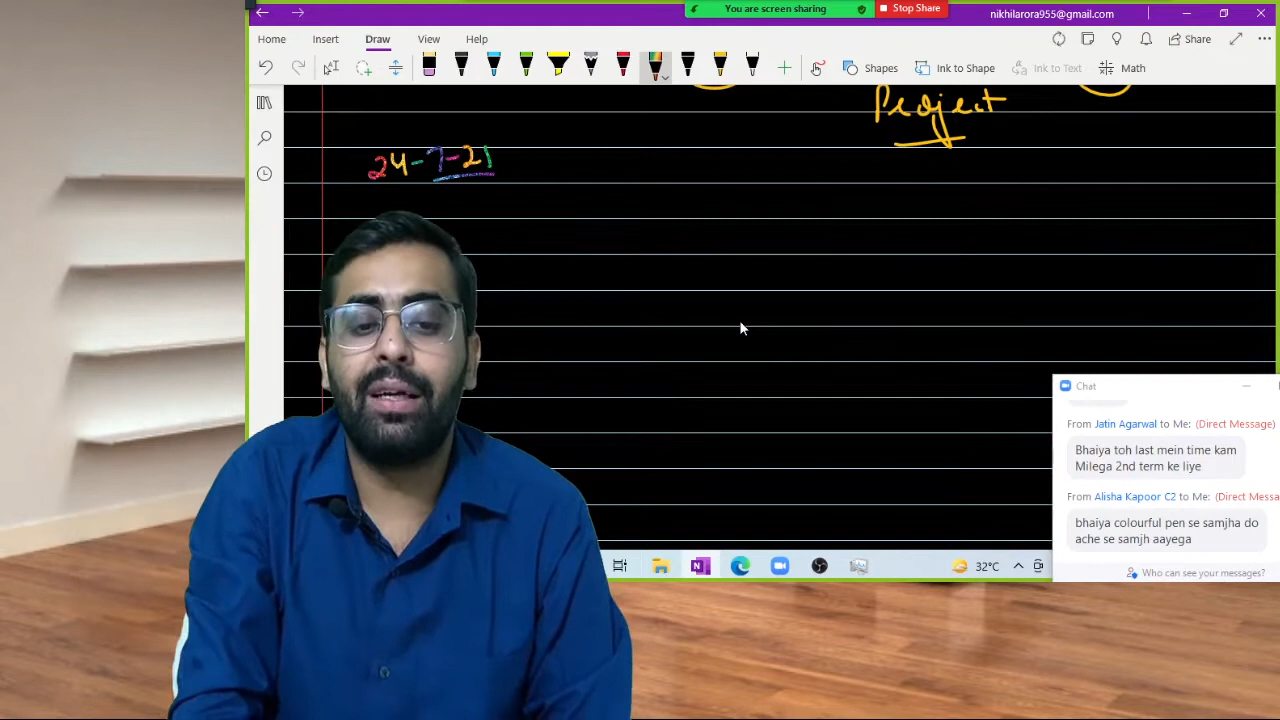 You are screen sharing
Stop Share
nikhilarora955@gmail.com
Home Insert Draw View Help
Share
Shapes
Ink to Shape
Ink to Text
Math
Project
24-7-21
Chat
From Jatin Agarwal to Me: (Direct Message)
Bhaiya toh last mein time kam
Milega 2nd term ke liye
From Alisha Kapoor C2 to Me: (Direct Messa
bhaiya colourful pen se samjha do
ache se samjh aayega
Who can see your messages?
32°C